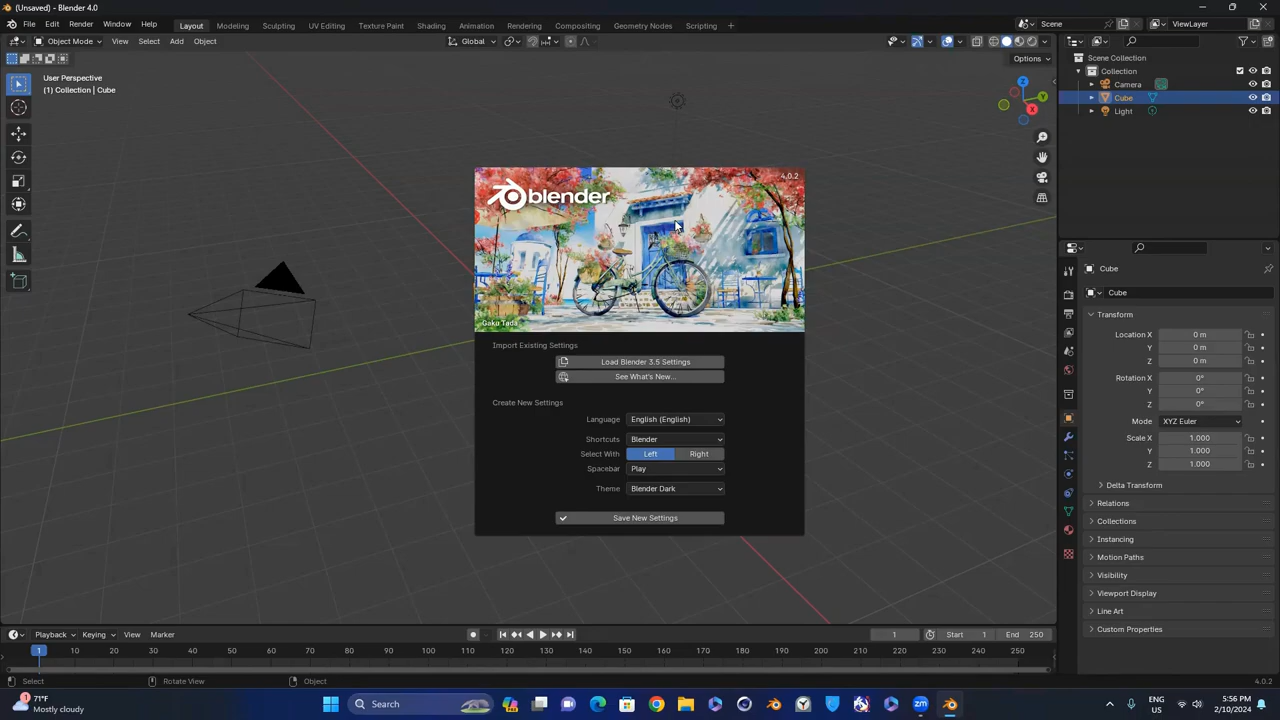 (Unsaved) - Blender 4.0
File Edit Render Window Help Layout Modeling Sculpting UV Editing Texture Paint Shading Animation Rendering Compositing Geometry Nodes Scripting + Scene ViewLayer
Object Mode View Select Add Object Global
Options
User Perspective
(1) Collection | Cube
Z
Y
X
Scene Collection
Collection
Camera
Cube
Light
4.0.2
blender
Gaku Tada
Import Existing Settings
Load Blender 3.5 Settings
See What's New...
Create New Settings
Language English (English)
Shortcuts Blender
Select With Left Right
Spacebar Play
Theme Blender Dark
Save New Settings
Cube
Cube
Transform
Location X 0 m
Y 0 m
Z 0 m
Rotation X 0°
Y 0°
Z 0°
Mode XYZ Euler
Scale X 1.000
Y 1.000
Z 1.000
Delta Transform
Relations
Collections
Instancing
Motion Paths
Visibility
Viewport Display
Line Art
Custom Properties
Playback Keying View Marker 1 Start 1 End 250
1 10 20 30 40 50 60 70 80 90 100 110 120 130 140 150 160 170 180 190 200 210 220 230 240 250
Select Rotate View Object 4.0.2
71°F
Mostly cloudy
Search
zm
ENG
US
5:56 PM
2/10/2024